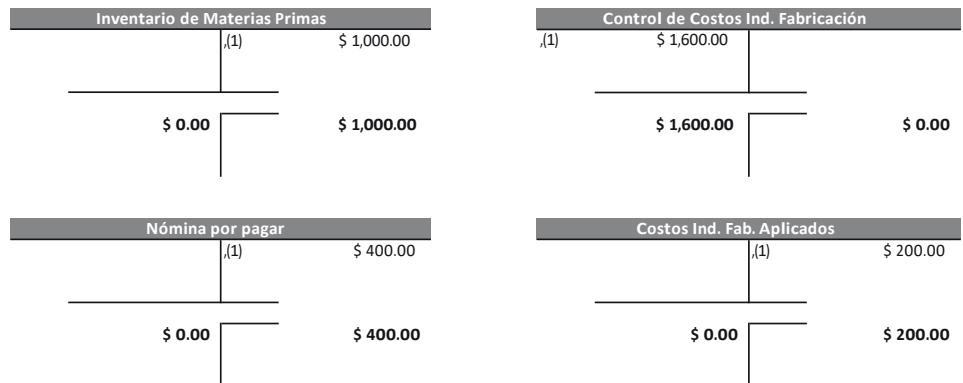 Inventario de Materias Primas
,(1) $ 1,000.00
$ 0.00 $ 1,000.00
Control de Costos Ind. Fabricación
,(1) $ 1,600.00
$ 1,600.00 $ 0.00
Nómina por pagar
,(1) $ 400.00
$ 0.00 $ 400.00
Costos Ind. Fab. Aplicados
,(1) $ 200.00
$ 0.00 $ 200.00